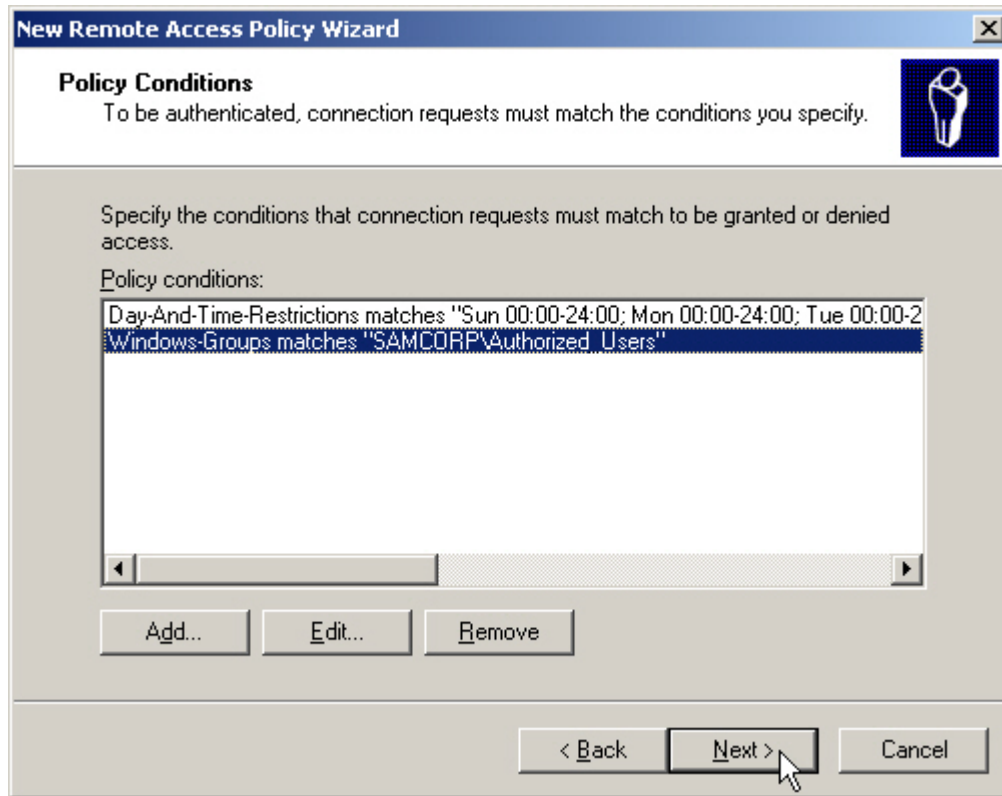 New Remote Access Policy Wizard
Policy Conditions
To be authenticated, connection requests must match the conditions you specify.
Specify the conditions that connection requests must match to be granted or denied
access.
Policy conditions:
Day-And-Time-Restrictions matches "Sun 00:00-24:00; Mon 00:00-24:00; Tue 00:00-2
Windows-Groups matches "SAMCORP\Authorized_Users"
Add... Edit... Remove
< Back Next > Cancel